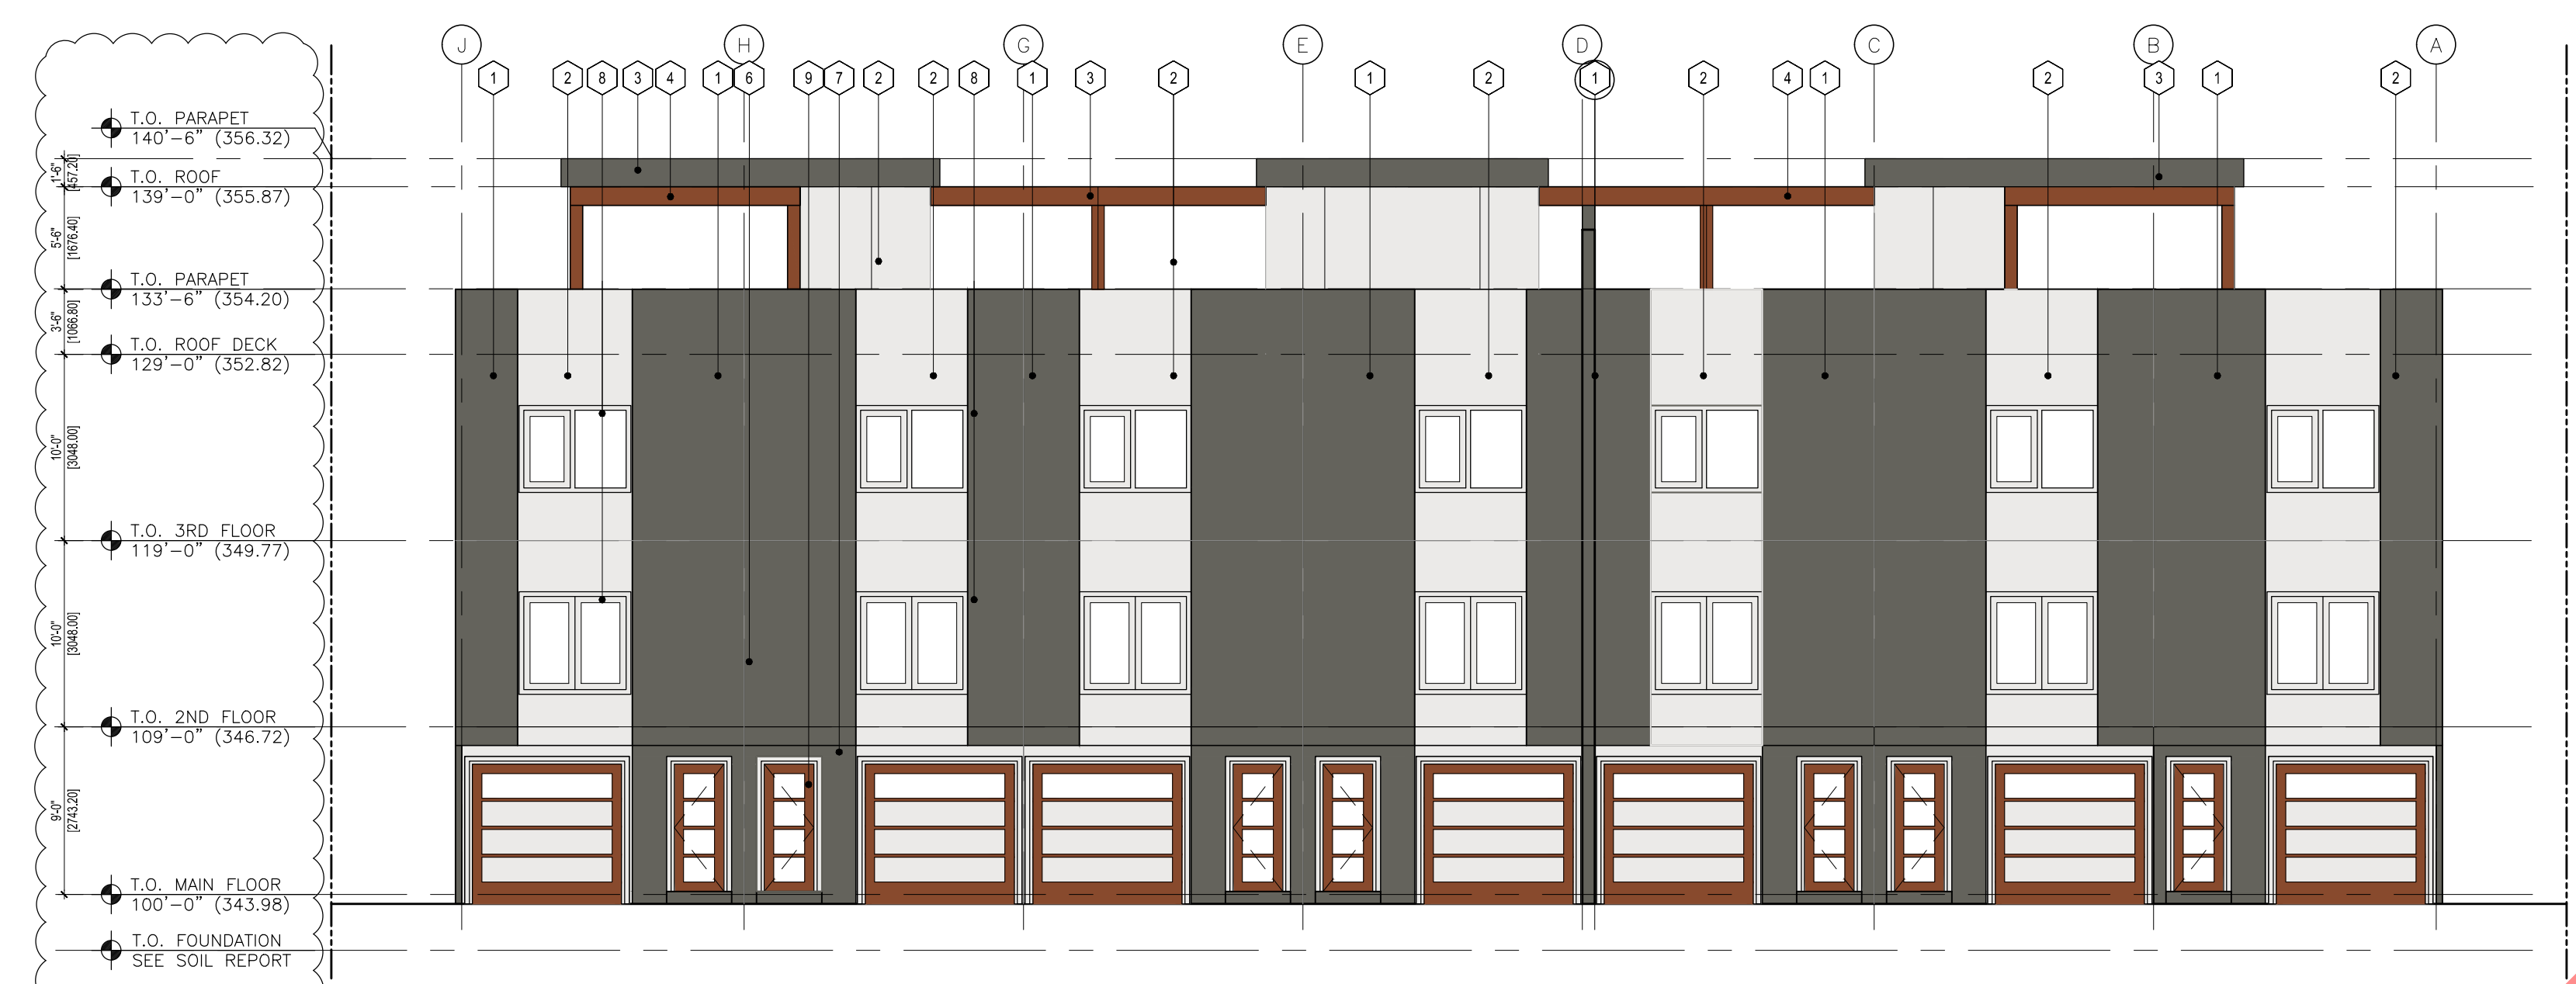 J H G E D C B A
1 2 8 3 4 1 6 9 7 2 2 8 1 3 2 1 2 1 2 4 1 2 3 1 2
T.O. PARAPET
140'-6" (356.32)
1'-6"
[457.20]
T.O. ROOF
139'-0" (355.87)
5'-6"
[1676.40]
T.O. PARAPET
133'-6" (354.20)
3'-6"
[1066.80]
T.O. ROOF DECK
129'-0" (352.82)
10'-0"
[3048.00]
T.O. 3RD FLOOR
119'-0" (349.77)
10'-0"
[3048.00]
T.O. 2ND FLOOR
109'-0" (346.72)
9'-0"
[2743.20]
T.O. MAIN FLOOR
100'-0" (343.98)
T.O. FOUNDATION
SEE SOIL REPORT